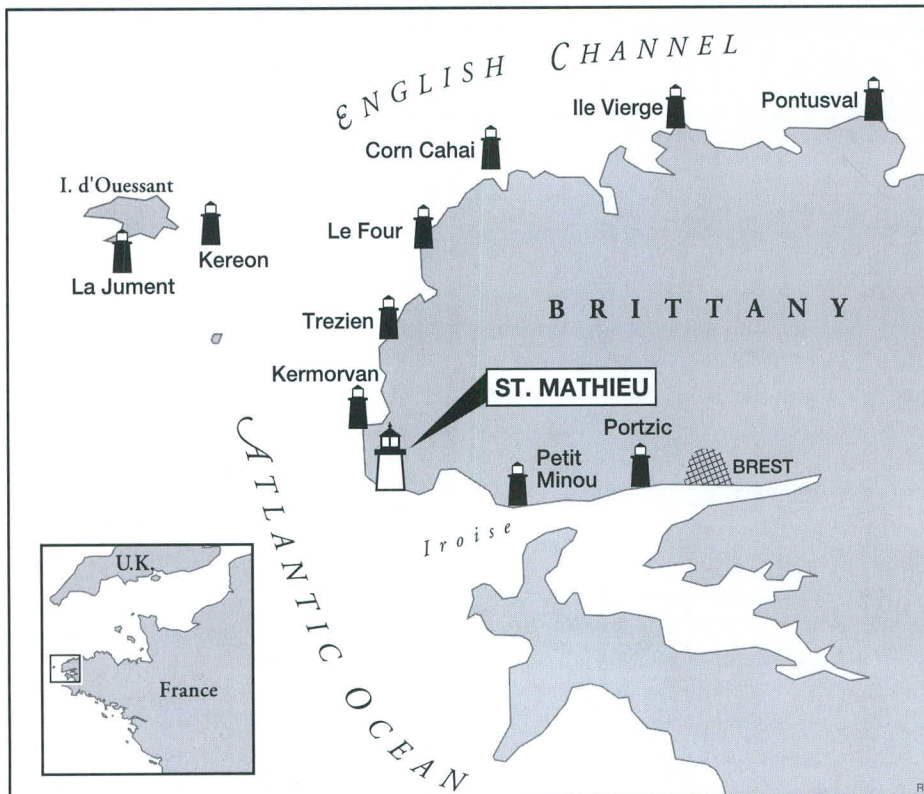 ENGLISH CHANNEL
Ile Vierge
Pontusval
Corn Cahai
I. d'Ouessant
Le Four
Kereon
La Jument
Trezien
BRITTANY
Kermorvan
ST. MATHIEU
Portzic
Petit
Minou
BREST
Iroise
ATLANTIC OCEAN
U.K.
France